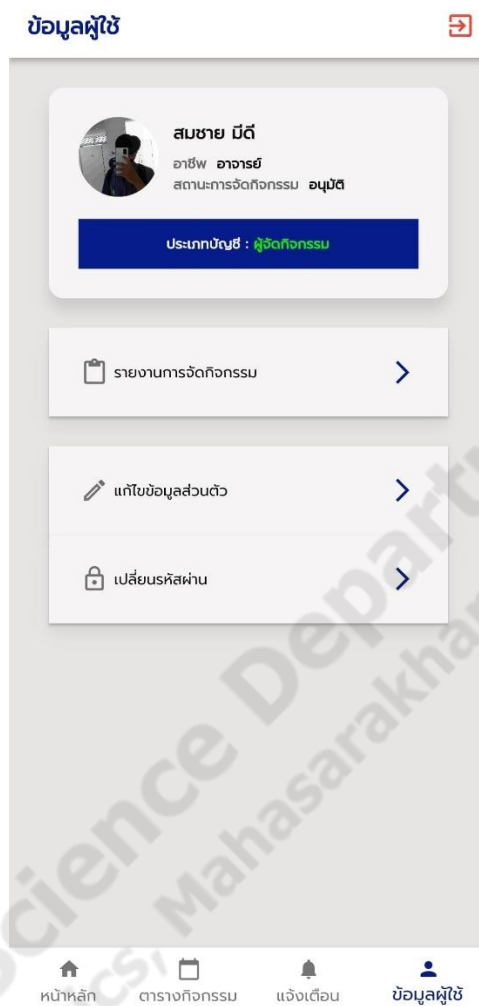 ข้อมูลผู้ใช้
สมชาย มีดี
อาชีพ อาจารย์
สถานะการจัดกิจกรรม อนุมัติ
ประเภทบัญชี : ผู้จัดกิจกรรม
รายงานการจัดกิจกรรม
แก้ไขข้อมูลส่วนตัว
เปลี่ยนรหัสผ่าน
หน้าหลัก ตารางกิจกรรม แจ้งเตือน ข้อมูลผู้ใช้